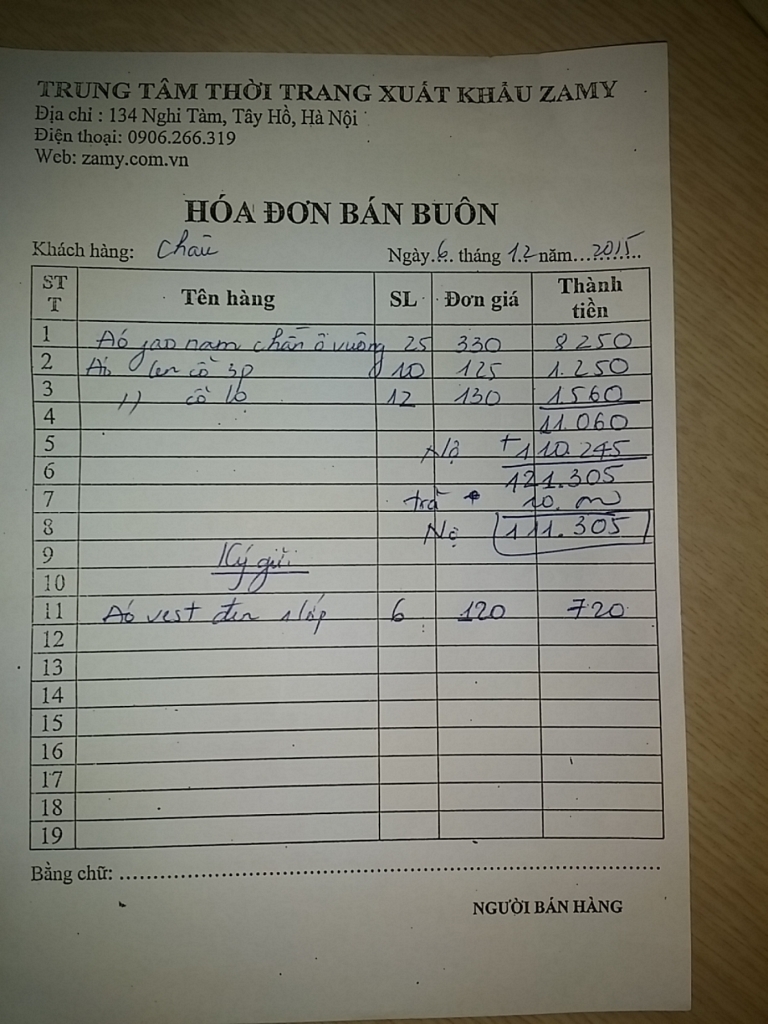 TRUNG TÂM THỜI TRANG XUẤT KHẨU ZAMY
Địa chỉ : 134 Nghi Tàm, Tây Hồ, Hà Nội
Điện thoại: 0906.266.319
Web: zamy.com.vn
HÓA ĐƠN BÁN BUÔN
Khách hàng: Ngày.6... tháng 12 năm...2015...
STT Tên hàng SL Đơn giá Thành tiền
1 Áo nam chần ô vuông 25 330 8250
2 Áo len cổ 3p 10 125 1.250
3 " cổ lọ 12 130 1560
4 11.060
5 Nợ +110.245
6 121.305
7 trả 10.
8 Nợ 111.305
9 Ký gửi
10
11 Áo vest đen 1 lớp 6 120 720
12
13
14
15
16
17
18
19
Bằng chữ: ........................................
NGƯỜI BÁN HÀNG